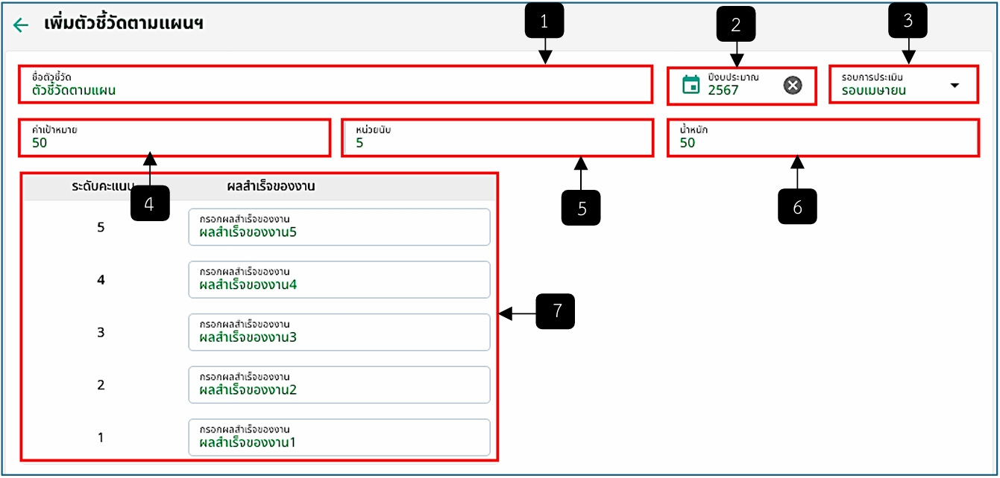 เพิ่มตัวชี้วัดตามแผนฯ
1
2
3
ชื่อตัวชี้วัด
ตัวชี้วัดตามแผน
ปีงบประมาณ
2567
รอบการประเมิน
รอบเมษายน
ค่าเป้าหมาย
50
หน่วยนับ
5
น้ำหนัก
50
4
5
6
ระดับคะแนน
ผลสำเร็จของงาน
5
กรอกผลสำเร็จของงาน
ผลสำเร็จของงาน5
4
กรอกผลสำเร็จของงาน
ผลสำเร็จของงาน4
7
3
กรอกผลสำเร็จของงาน
ผลสำเร็จของงาน3
2
กรอกผลสำเร็จของงาน
ผลสำเร็จของงาน2
1
กรอกผลสำเร็จของงาน
ผลสำเร็จของงาน1